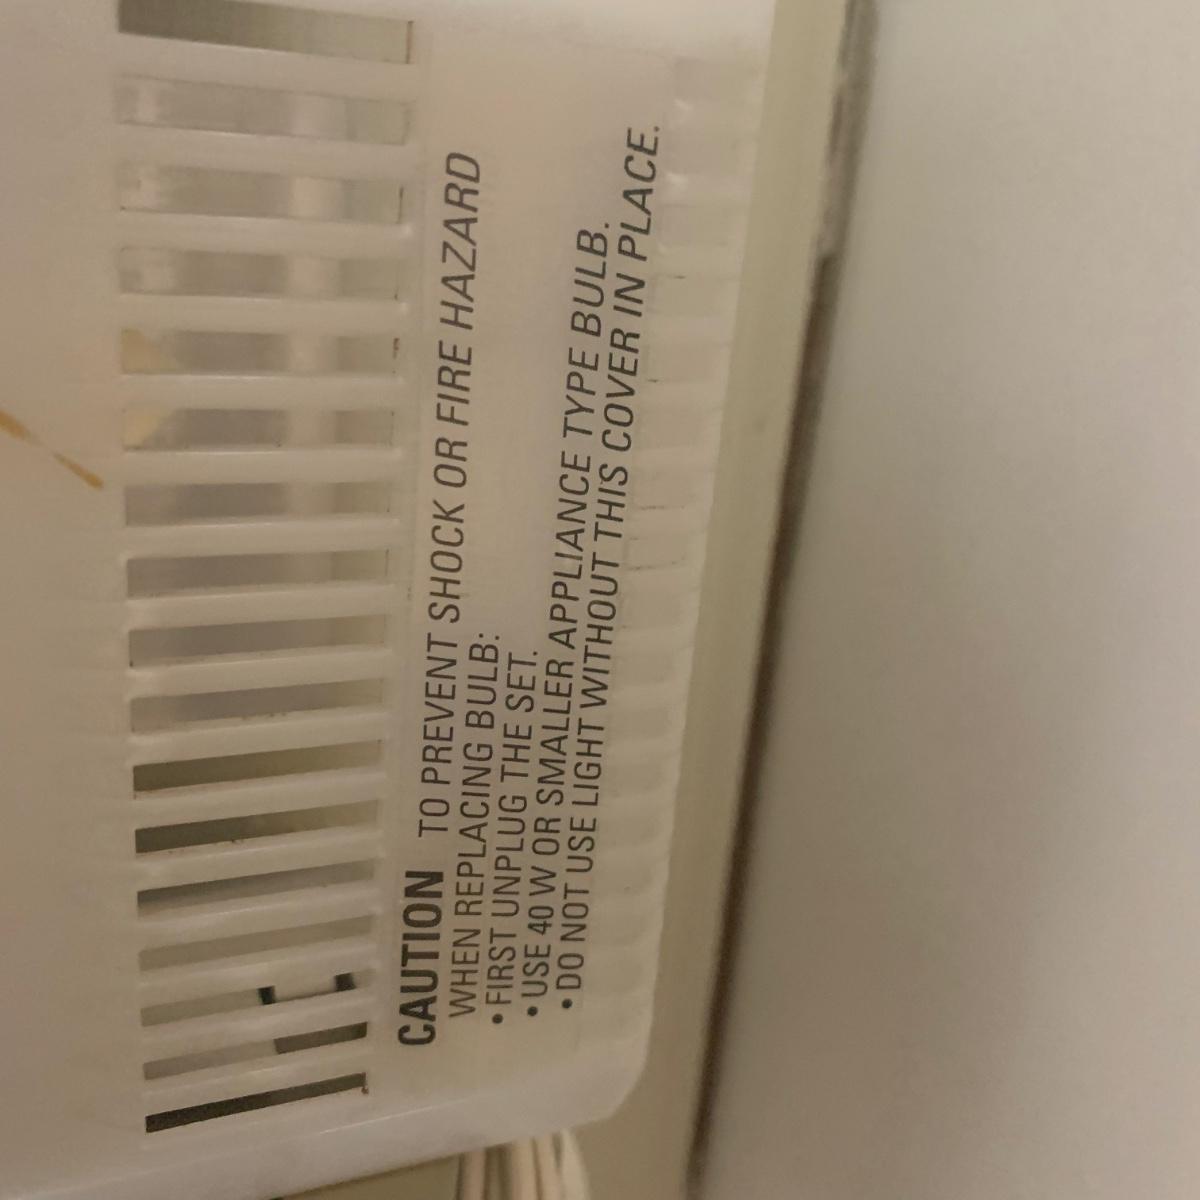 CAUTION TO PREVENT SHOCK OR FIRE HAZARD
WHEN REPLACING BULB:
• FIRST UNPLUG THE SET.
• USE 40 W OR SMALLER APPLIANCE TYPE BULB.
• DO NOT USE LIGHT WITHOUT THIS COVER IN PLACE.